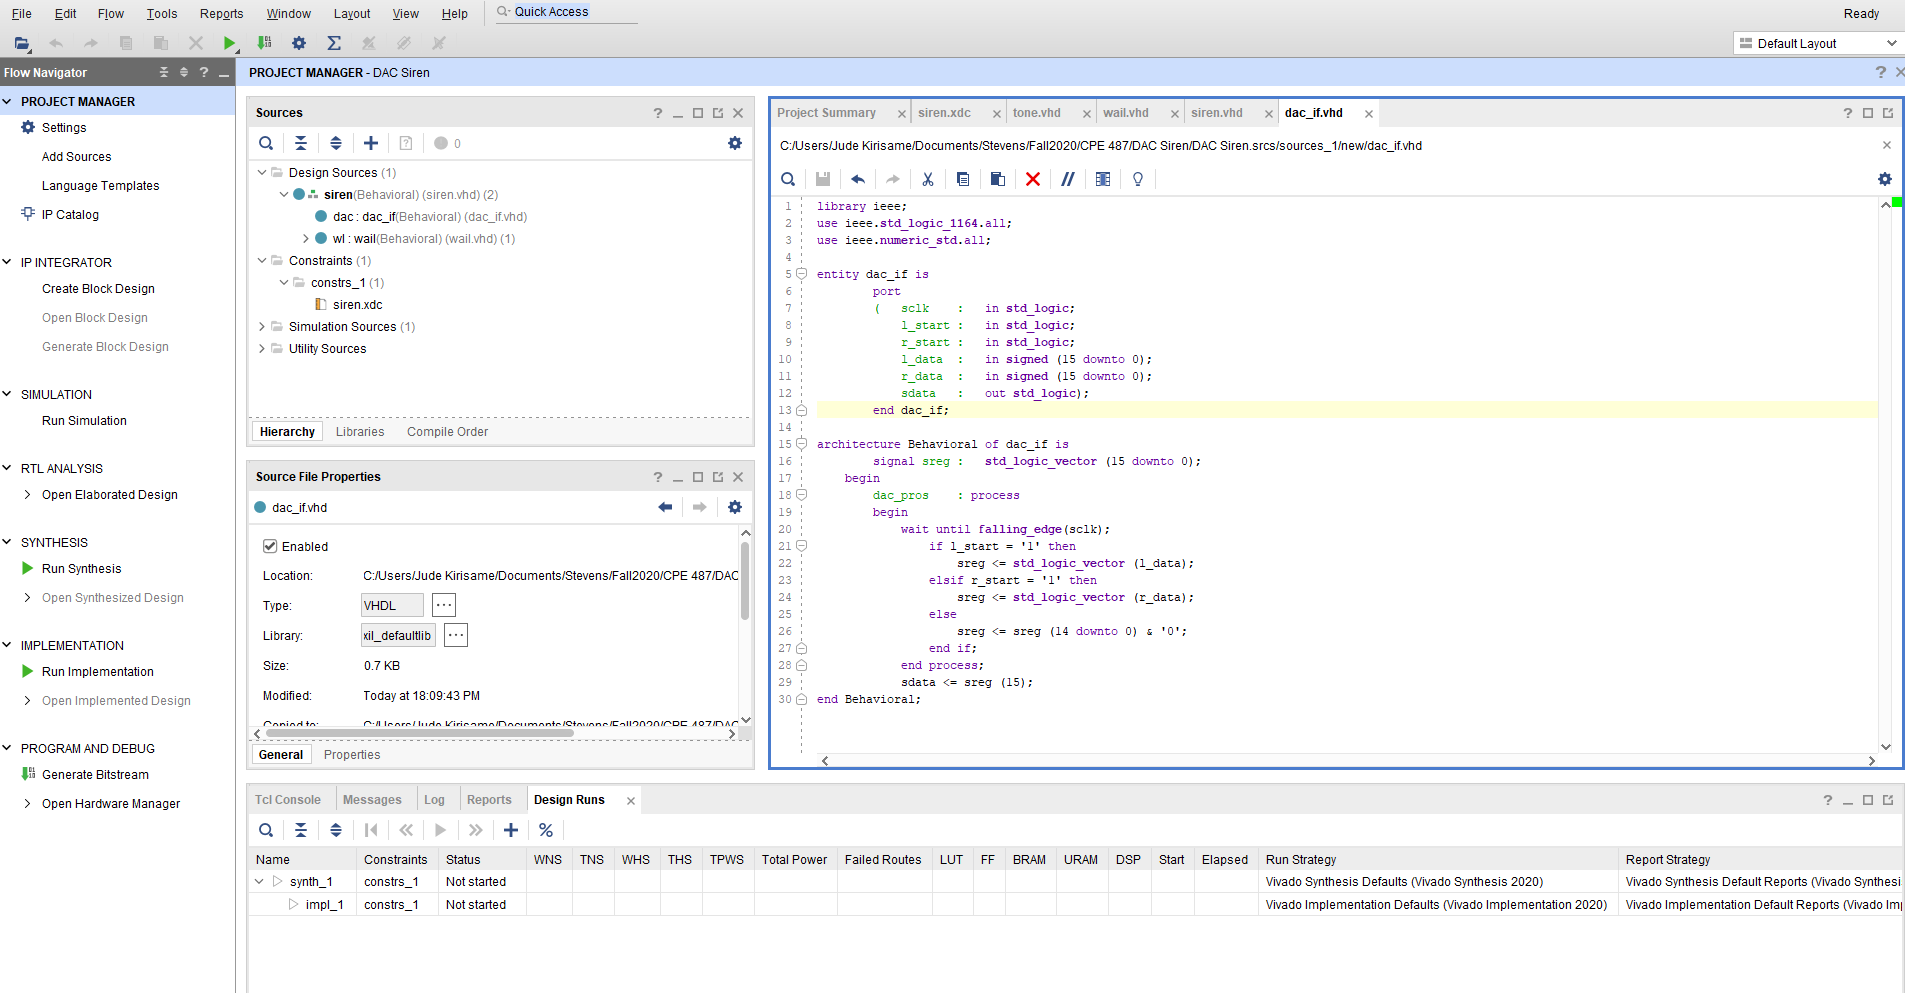 File Edit Flow Tools Reports Window Layout View Help Quick Access Ready
Default Layout
Flow Navigator ? _
PROJECT MANAGER
Settings
Add Sources
Language Templates
IP Catalog
IP INTEGRATOR
Create Block Design
Open Block Design
Generate Block Design
SIMULATION
Run Simulation
RTL ANALYSIS
Open Elaborated Design
SYNTHESIS
Run Synthesis
Open Synthesized Design
IMPLEMENTATION
Run Implementation
Open Implemented Design
PROGRAM AND DEBUG
Generate Bitstream
Open Hardware Manager
PROJECT MANAGER - DAC Siren
Sources
0
Design Sources (1)
siren(Behavioral) (siren.vhd) (2)
dac : dac_if(Behavioral) (dac_if.vhd)
wl : wail(Behavioral) (wail.vhd) (1)
Constraints (1)
constrs_1 (1)
siren.xdc
Simulation Sources (1)
Utility Sources
Hierarchy Libraries Compile Order
Source File Properties
dac_if.vhd
Enabled
Location: C:/Users/Jude Kirisame/Documents/Stevens/Fall2020/CPE 487/DAC
Type: VHDL ...
Library: xil_defaultlib ...
Size: 0.7 KB
Modified: Today at 18:09:43 PM
Copied to: C:/Users/Jude Kirisame/Documents/Stevens/Fall2020/CPE 487/DAC
General Properties
Project Summary siren.xdc tone.vhd wail.vhd siren.vhd dac_if.vhd
C:/Users/Jude Kirisame/Documents/Stevens/Fall2020/CPE 487/DAC Siren/DAC Siren.srcs/sources_1/new/dac_if.vhd
1 library ieee;
2 use ieee.std_logic_1164.all;
3 use ieee.numeric_std.all;
4
5 entity dac_if is
6 port
7 ( sclk : in std_logic;
8 l_start : in std_logic;
9 r_start : in std_logic;
10 l_data : in signed (15 downto 0);
11 r_data : in signed (15 downto 0);
12 sdata : out std_logic);
13 end dac_if;
14
15 architecture Behavioral of dac_if is
16 signal sreg : std_logic_vector (15 downto 0);
17 begin
18 dac_pros : process
19 begin
20 wait until falling_edge(sclk);
21 if l_start = '1' then
22 sreg <= std_logic_vector (l_data);
23 elsif r_start = '1' then
24 sreg <= std_logic_vector (r_data);
25 else
26 sreg <= sreg (14 downto 0) & '0';
27 end if;
28 end process;
29 sdata <= sreg (15);
30 end Behavioral;
Tcl Console Messages Log Reports Design Runs
Name Constraints Status WNS TNS WHS THS TPWS Total Power Failed Routes LUT FF BRAM URAM DSP Start Elapsed Run Strategy Report Strategy
synth_1 constrs_1 Not started Vivado Synthesis Defaults (Vivado Synthesis 2020) Vivado Synthesis Default Reports (Vivado Synthesi
impl_1 constrs_1 Not started Vivado Implementation Defaults (Vivado Implementation 2020) Vivado Implementation Default Reports (Vivado Im